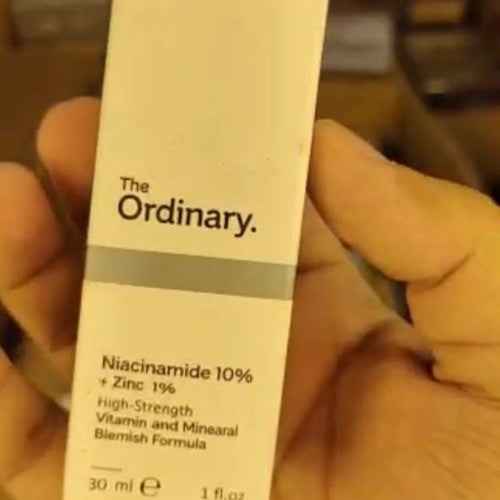 The
Ordinary.
Niacinamide 10%
+ Zinc 1%
High-Strength
Vitamin and Minearal
Blemish Formula
30 ml ℮ 1 fl.oz